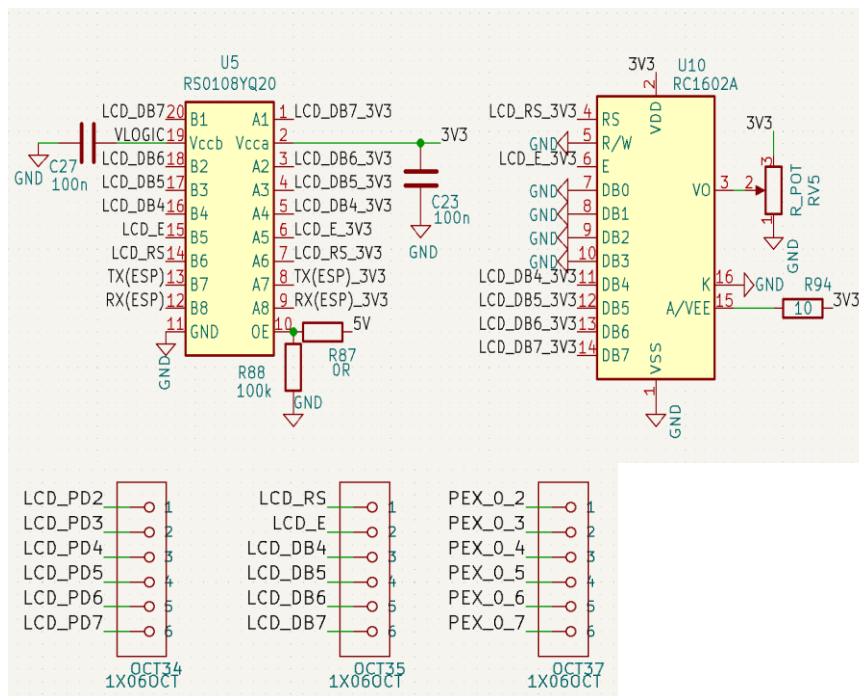 U5
RS0108YQ20
LCD_DB7 20 B1 A1 1 LCD_DB7_3V3
VLOGIC 19 Vccb Vcca 2 3V3
LCD_DB6 18 B2 A2 3 LCD_DB6_3V3
LCD_DB5 17 B3 A3 4 LCD_DB5_3V3
LCD_DB4 16 B4 A4 5 LCD_DB4_3V3
LCD_E 15 B5 A5 6 LCD_E_3V3
LCD_RS 14 B6 A6 7 LCD_RS_3V3
TX(ESP) 13 B7 A7 8 TX(ESP)_3V3
RX(ESP) 12 B8 A8 9 RX(ESP)_3V3
11 GND OE 10 5V
GND
C27
100n
GND
C23
100n
GND
R87
0R
R88
100k
GND
U10
RC1602A
3V3
2
VDD
LCD_RS_3V3 4 RS
GND 5 R/W
LCD_E_3V3 6 E
GND 7 DB0
GND 8 DB1
GND 9 DB2
GND 10 DB3
LCD_DB4_3V3 11 DB4
LCD_DB5_3V3 12 DB5
LCD_DB6_3V3 13 DB6
LCD_DB7_3V3 14 DB7
VO 3
K 16 GND
A/VEE 15
VSS
1
GND
3V3
3
2
1
R_POT
RV5
GND
R94
10
3V3
LCD_PD2 1
LCD_PD3 2
LCD_PD4 3
LCD_PD5 4
LCD_PD6 5
LCD_PD7 6
OCT34
1X06OCT
LCD_RS 1
LCD_E 2
LCD_DB4 3
LCD_DB5 4
LCD_DB6 5
LCD_DB7 6
OCT35
1X06OCT
PEX_0_2 1
PEX_0_3 2
PEX_0_4 3
PEX_0_5 4
PEX_0_6 5
PEX_0_7 6
OCT37
1X06OCT